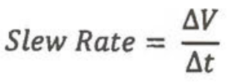 Slew Rate = ΔV/Δt